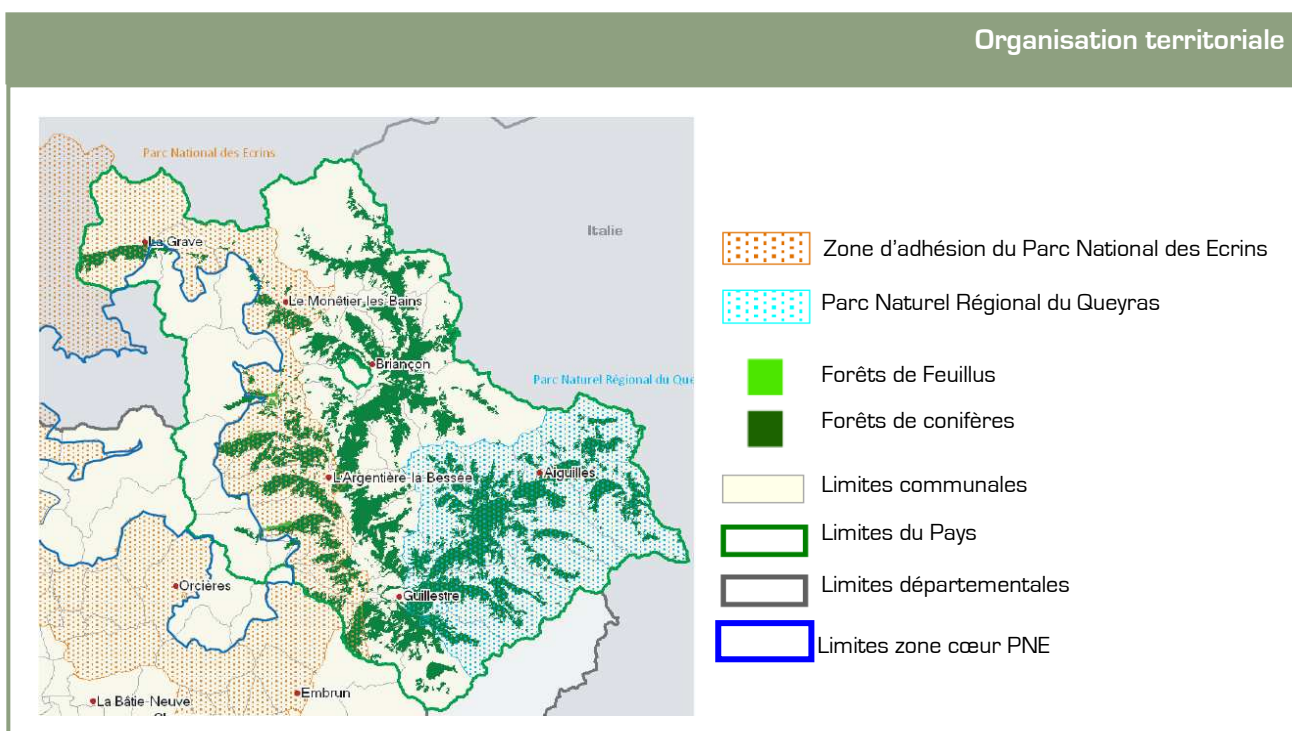 Organisation territoriale
Parc National des Ecrins
Italie
La Grave
Le Monêtier-les-Bains
Briançon
Parc Naturel Régional du Que
Aiguilles
L'Argentière-la-Bessée
Orcières
Guillestre
Embrun
La Bâtie-Neuve
Zone d'adhésion du Parc National des Ecrins
Parc Naturel Régional du Queyras
Forêts de Feuillus
Forêts de conifères
Limites communales
Limites du Pays
Limites départementales
Limites zone cœur PNE